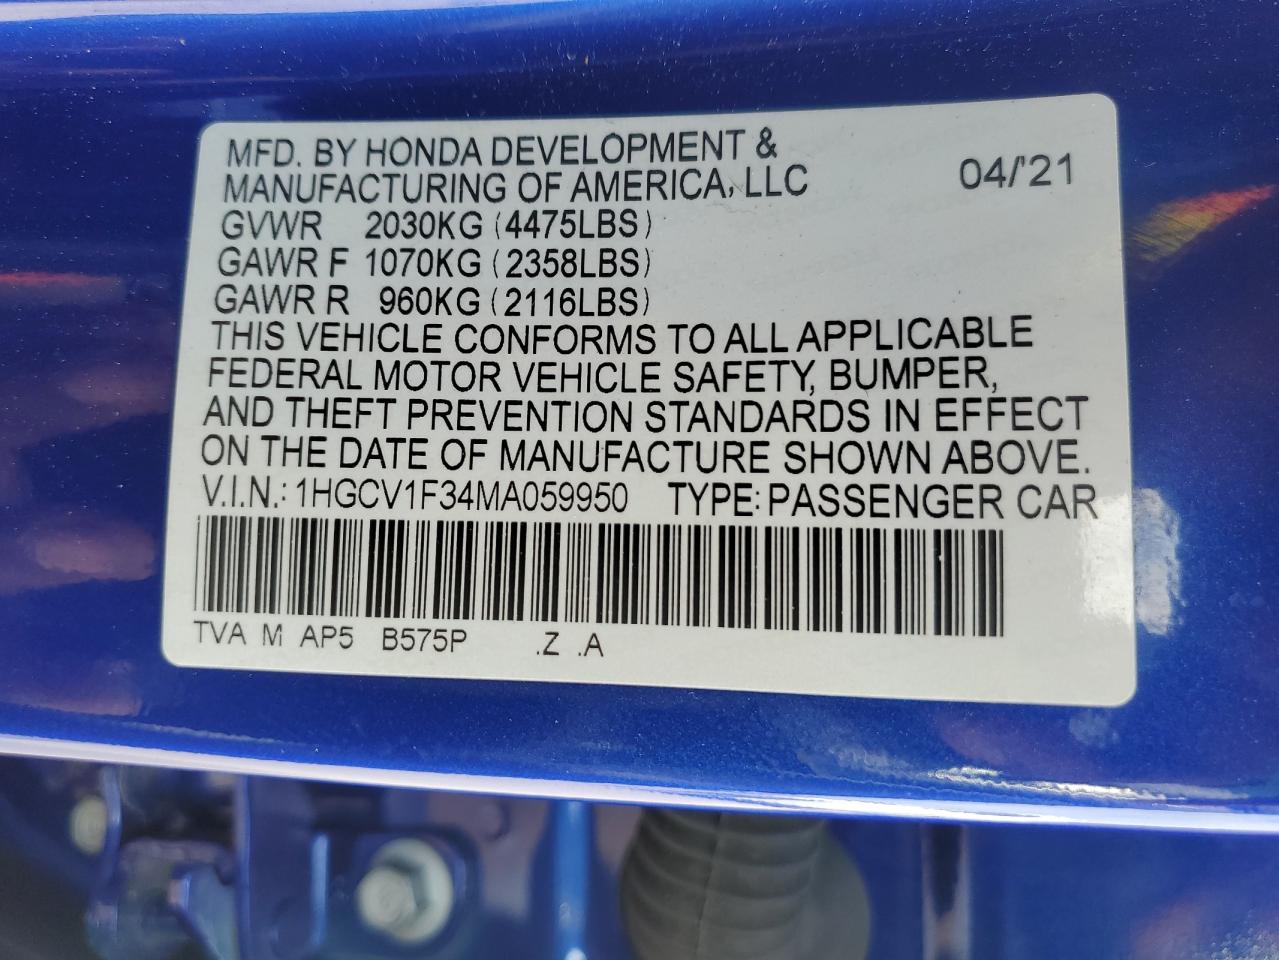 MFD. BY HONDA DEVELOPMENT &
MANUFACTURING OF AMERICA, LLC 04/'21
GVWR 2030KG (4475LBS)
GAWR F 1070KG (2358LBS)
GAWR R 960KG (2116LBS)
THIS VEHICLE CONFORMS TO ALL APPLICABLE
FEDERAL MOTOR VEHICLE SAFETY, BUMPER,
AND THEFT PREVENTION STANDARDS IN EFFECT
ON THE DATE OF MANUFACTURE SHOWN ABOVE.
V.I.N.: 1HGCV1F34MA059950 TYPE: PASSENGER CAR
TVA M AP5 B575P .Z .A